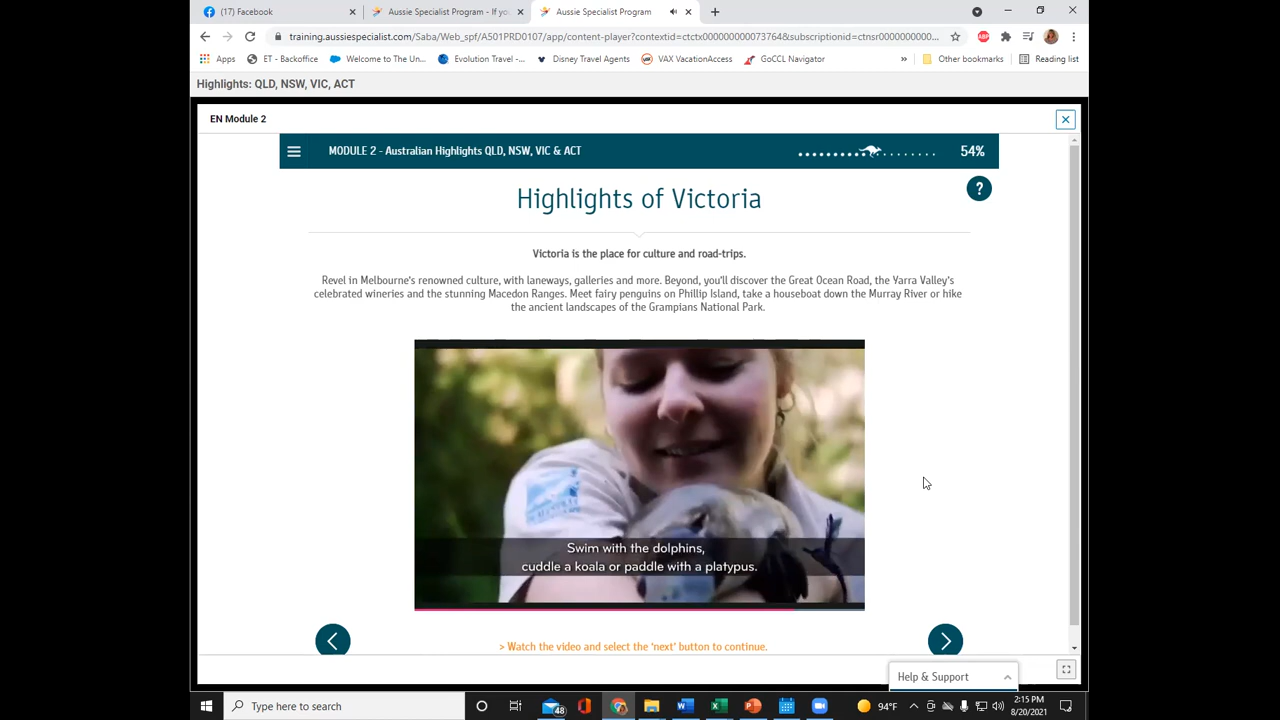 (17) Facebook
Aussie Specialist Program - If yo
Aussie Specialist Program
training.aussiespecialist.com/Saba/Web_spf/A501PRD0107/app/content-player?contextid=ctctx000000000073764&subscriptionid=ctnsr0000000000...
Apps
ET - Backoffice
Welcome to The Un...
Evolution Travel -...
Disney Travel Agents
VAX VacationAccess
GoCCL Navigator
»
Other bookmarks
Reading list
Highlights: QLD, NSW, VIC, ACT
EN Module 2
MODULE 2 - Australian Highlights QLD, NSW, VIC & ACT
54%
Highlights of Victoria
?
Victoria is the place for culture and road-trips.
Revel in Melbourne's renowned culture, with laneways, galleries and more. Beyond, you'll discover the Great Ocean Road, the Yarra Valley's
celebrated wineries and the stunning Macedon Ranges. Meet fairy penguins on Phillip Island, take a houseboat down the Murray River or hike
the ancient landscapes of the Grampians National Park.
Swim with the dolphins,
cuddle a koala or paddle with a platypus.
> Watch the video and select the 'next' button to continue.
Help & Support
Type here to search
48
94°F
2:15 PM
8/20/2021